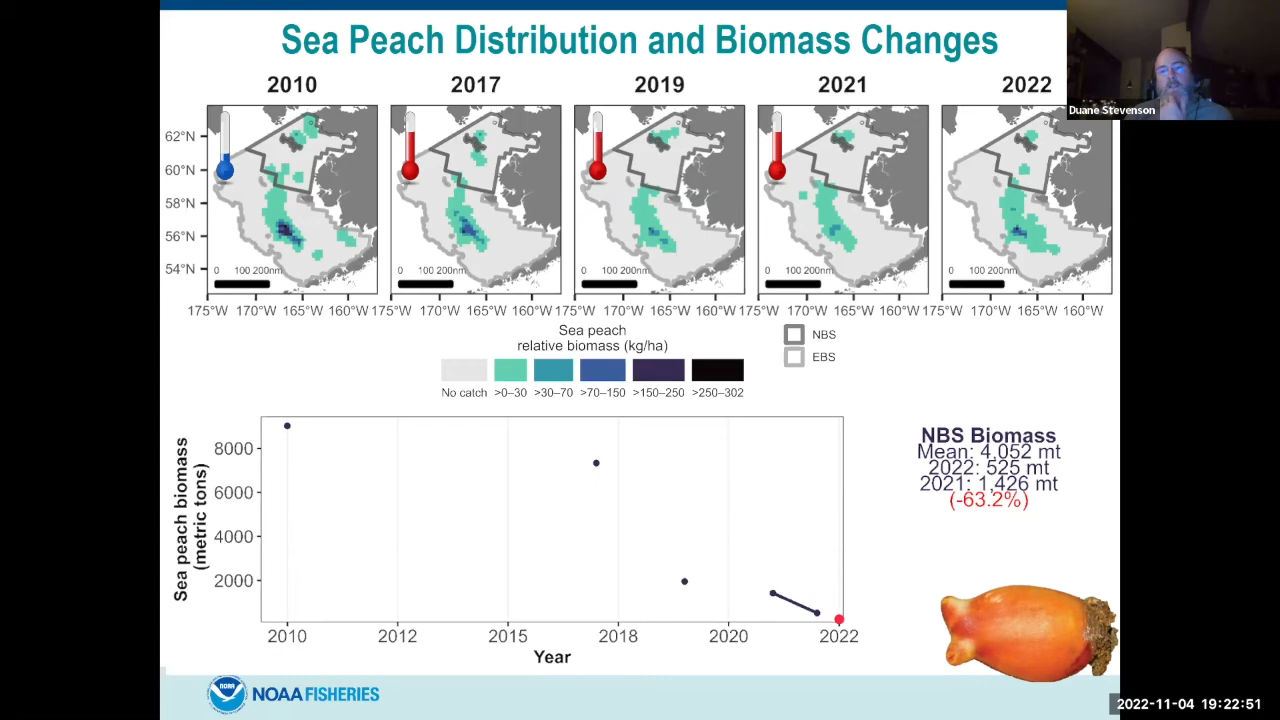 Sea Peach Distribution and Biomass Changes
Duane Stevenson
2010 2017 2019 2021 2022
62°N
60°N
58°N
56°N
54°N
0 100 200nm 0 100 200nm 0 100 200nm 0 100 200nm 0 100 200nm
175°W 170°W 165°W 160°W 175°W 170°W 165°W 160°W 175°W 170°W 165°W 160°W 175°W 170°W 165°W 160°W 175°W 170°W 165°W 160°W
Sea peach
relative biomass (kg/ha)
No catch >0–30 >30–70 >70–150 >150–250 >250–302
NBS
EBS
Sea peach biomass
(metric tons)
8000
6000
4000
2000
2010 2012 2015 2018 2020 2022
Year
NBS Biomass
Mean: 4,052 mt
2022: 525 mt
2021: 1,426 mt
(-63.2%)
NOAA
NOAA FISHERIES
2022-11-04 19:22:51